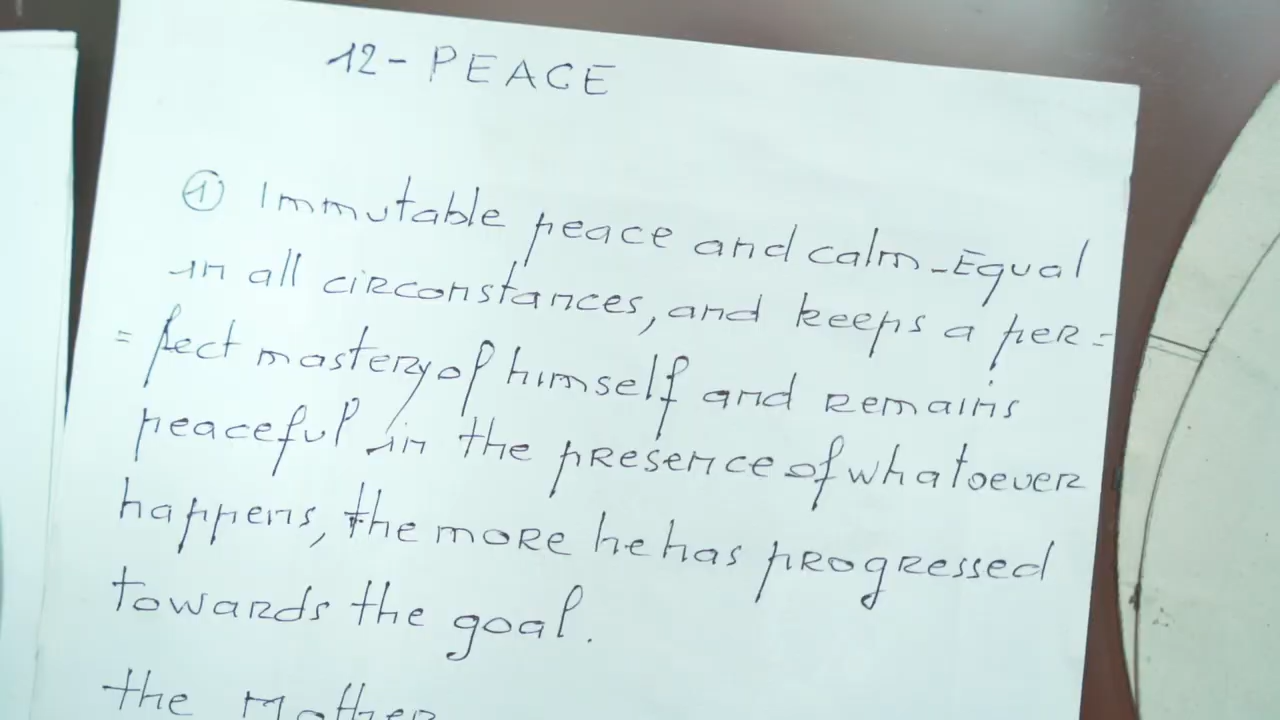 12- PEACE
① Immutable peace and calm-Equal
in all circonstances, and keeps a per=
= fect mastery of himself and remains
peaceful in the presence of whatoever
happens, the more he has progressed
towards the goal.
the Mother